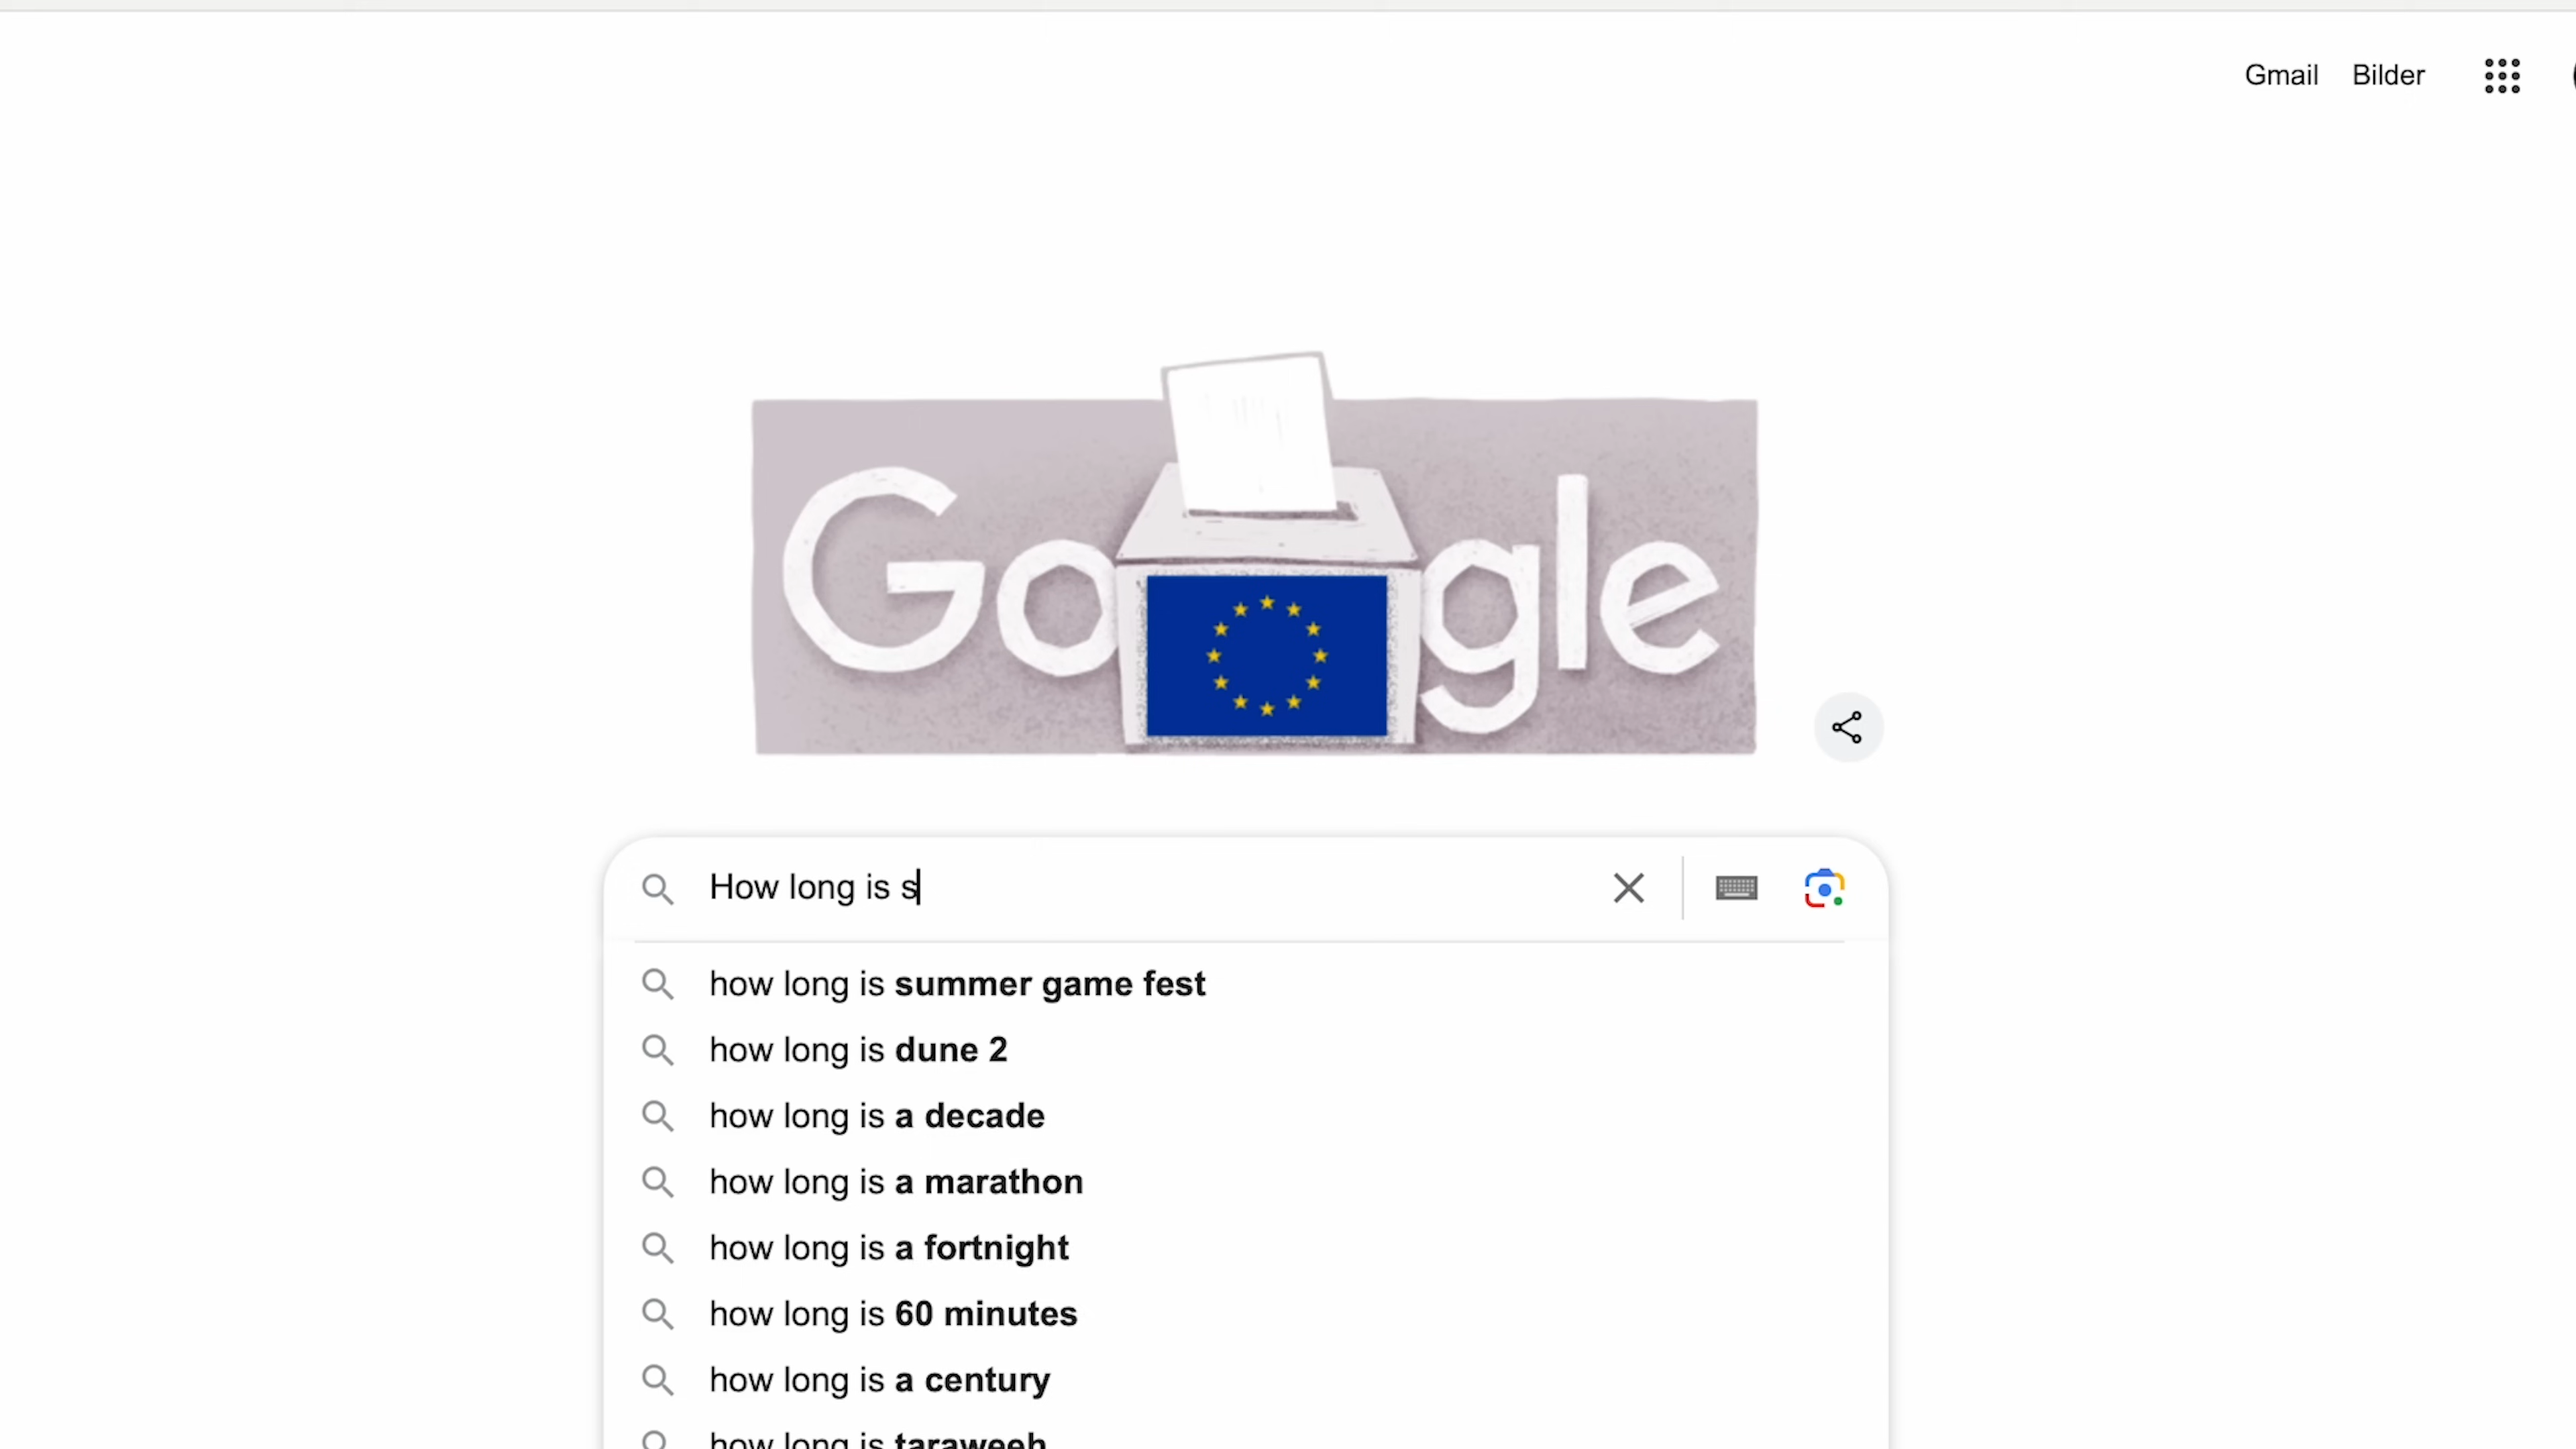 Gmail Bilder
Google
How long is s
how long is summer game fest
how long is dune 2
how long is a decade
how long is a marathon
how long is a fortnight
how long is 60 minutes
how long is a century
how long is taraweeh